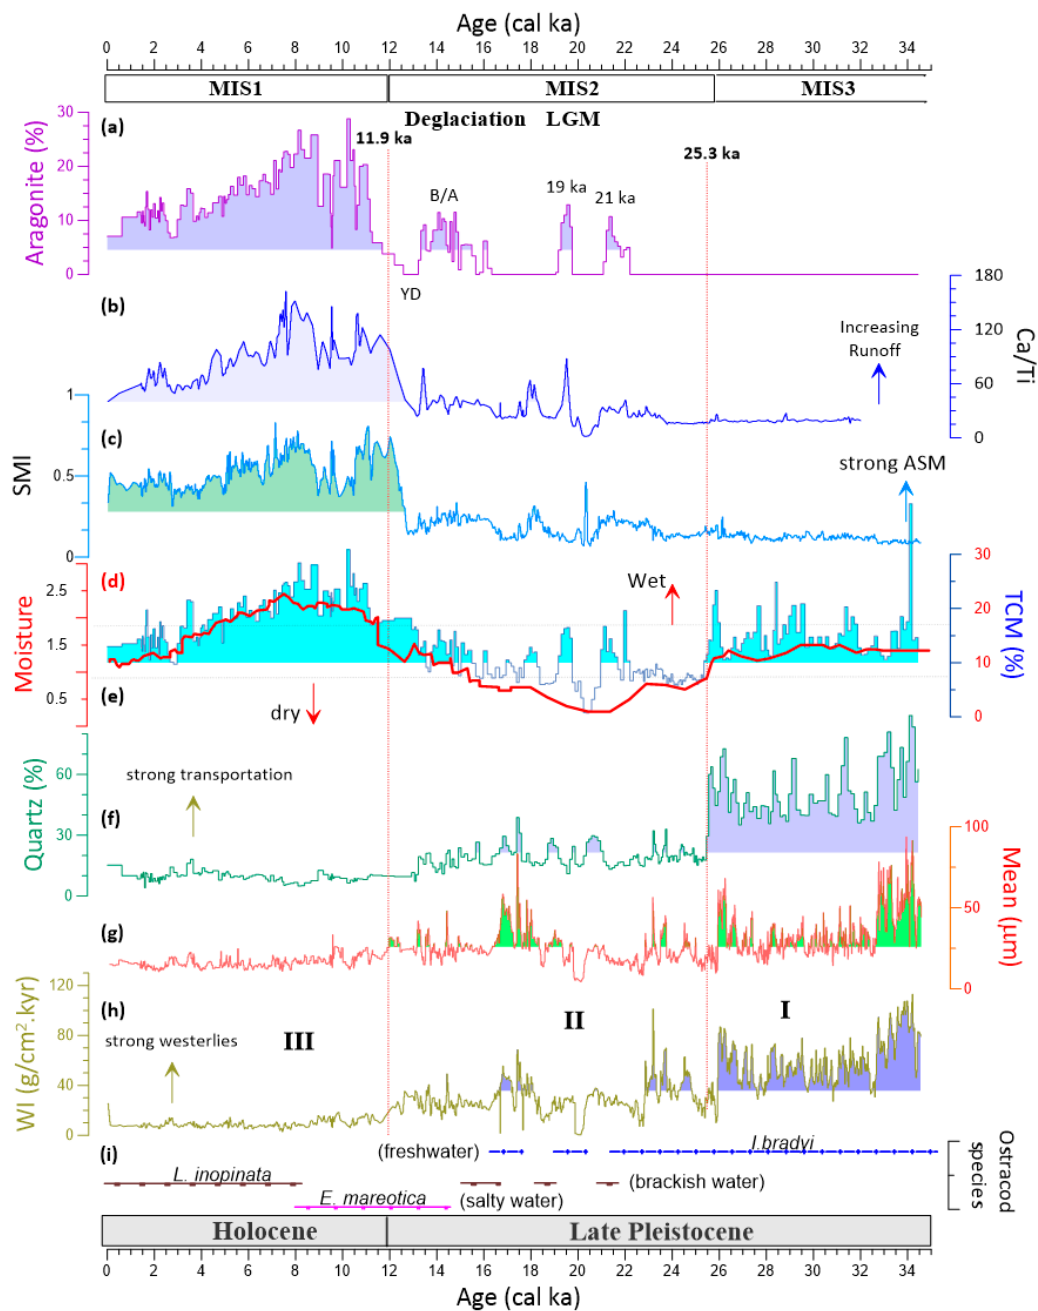 Age (cal ka)
0 2 4 6 8 10 12 14 16 18 20 22 24 26 28 30 32 34
MIS1 MIS2 MIS3
Deglaciation LGM
(a)
11.9 ka
25.3 ka
B/A
19 ka
21 ka
YD
Aragonite (%)
30
20
10
0
(b)
Increasing
Runoff
Ca/Ti
180
120
60
0
(c)
SMI
1
0.5
0
strong ASM
(d)
Moisture
2.5
1.5
0.5
Wet
TCM (%)
30
20
10
0
(e)
dry
strong transportation
(f)
Quartz (%)
60
30
0
Mean (μm)
100
50
0
(g)
(h)
WI (g/cm².kyr)
120
80
40
0
strong westerlies
III
II
I
(i)
(freshwater)
I.bradyi
L. inopinata
(brackish water)
E. mareotica
(salty water)
Ostracod
species
Holocene Late Pleistocene
0 2 4 6 8 10 12 14 16 18 20 22 24 26 28 30 32 34
Age (cal ka)